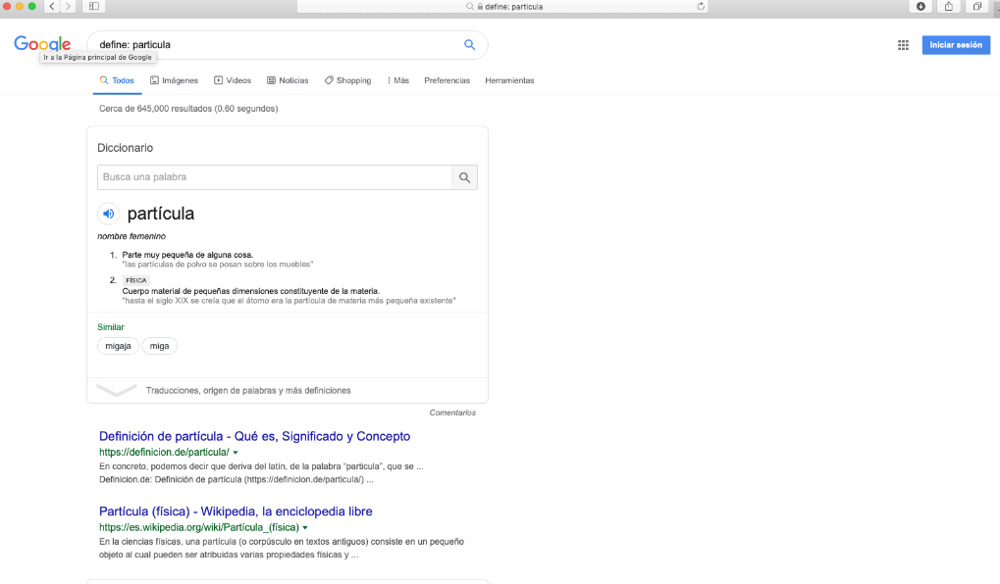 define: particula
Google
define: particula
Ir a la Página principal de Google
Iniciar sesión
Todos Imágenes Videos Noticias Shopping Más Preferencias Herramientas
Cerca de 645,000 resultados (0.60 segundos)
Diccionario
Busca una palabra
partícula
nombre femenino
1. Parte muy pequeña de alguna cosa.
"las partículas de polvo se posan sobre los muebles"
2. FÍSICA
Cuerpo material de pequeñas dimensiones constituyente de la materia.
"hasta el siglo XIX se creía que el átomo era la partícula de materia más pequeña existente"
Similar
migaja miga
Traducciones, origen de palabras y más definiciones
Comentarios
Definición de partícula - Qué es, Significado y Concepto
https://definicion.de/particula/
En concreto, podemos decir que deriva del latín, de la palabra “particula”, que se ...
Definicion.de: Definición de partícula (https://definicion.de/particula/) ...
Partícula (física) - Wikipedia, la enciclopedia libre
https://es.wikipedia.org/wiki/Partícula_(física)
En la ciencias físicas, una partícula (o corpúsculo en textos antiguos) consiste en un pequeño
objeto al cual pueden ser atribuidas varias propiedades físicas y ...